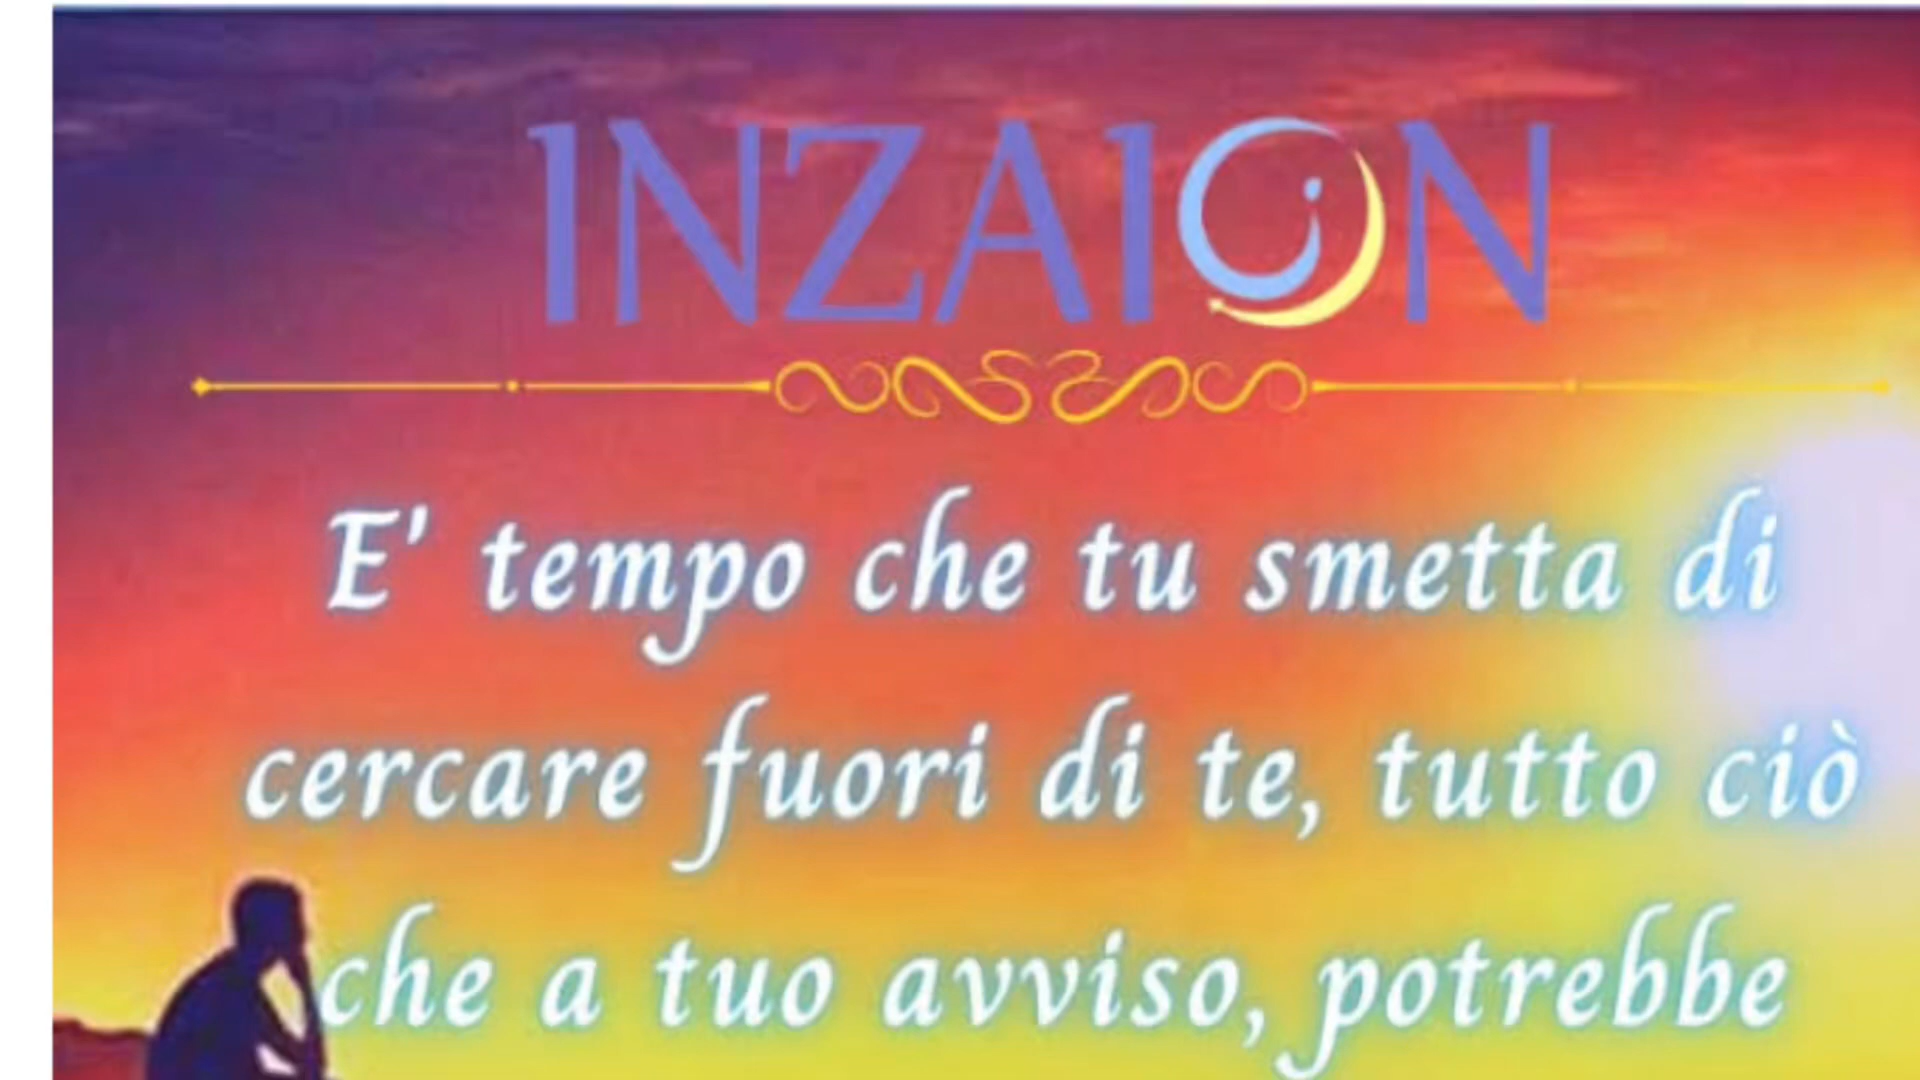 INZAION
E' tempo che tu smetta di
cercare fuori di te, tutto ciò
che a tuo avviso, potrebbe